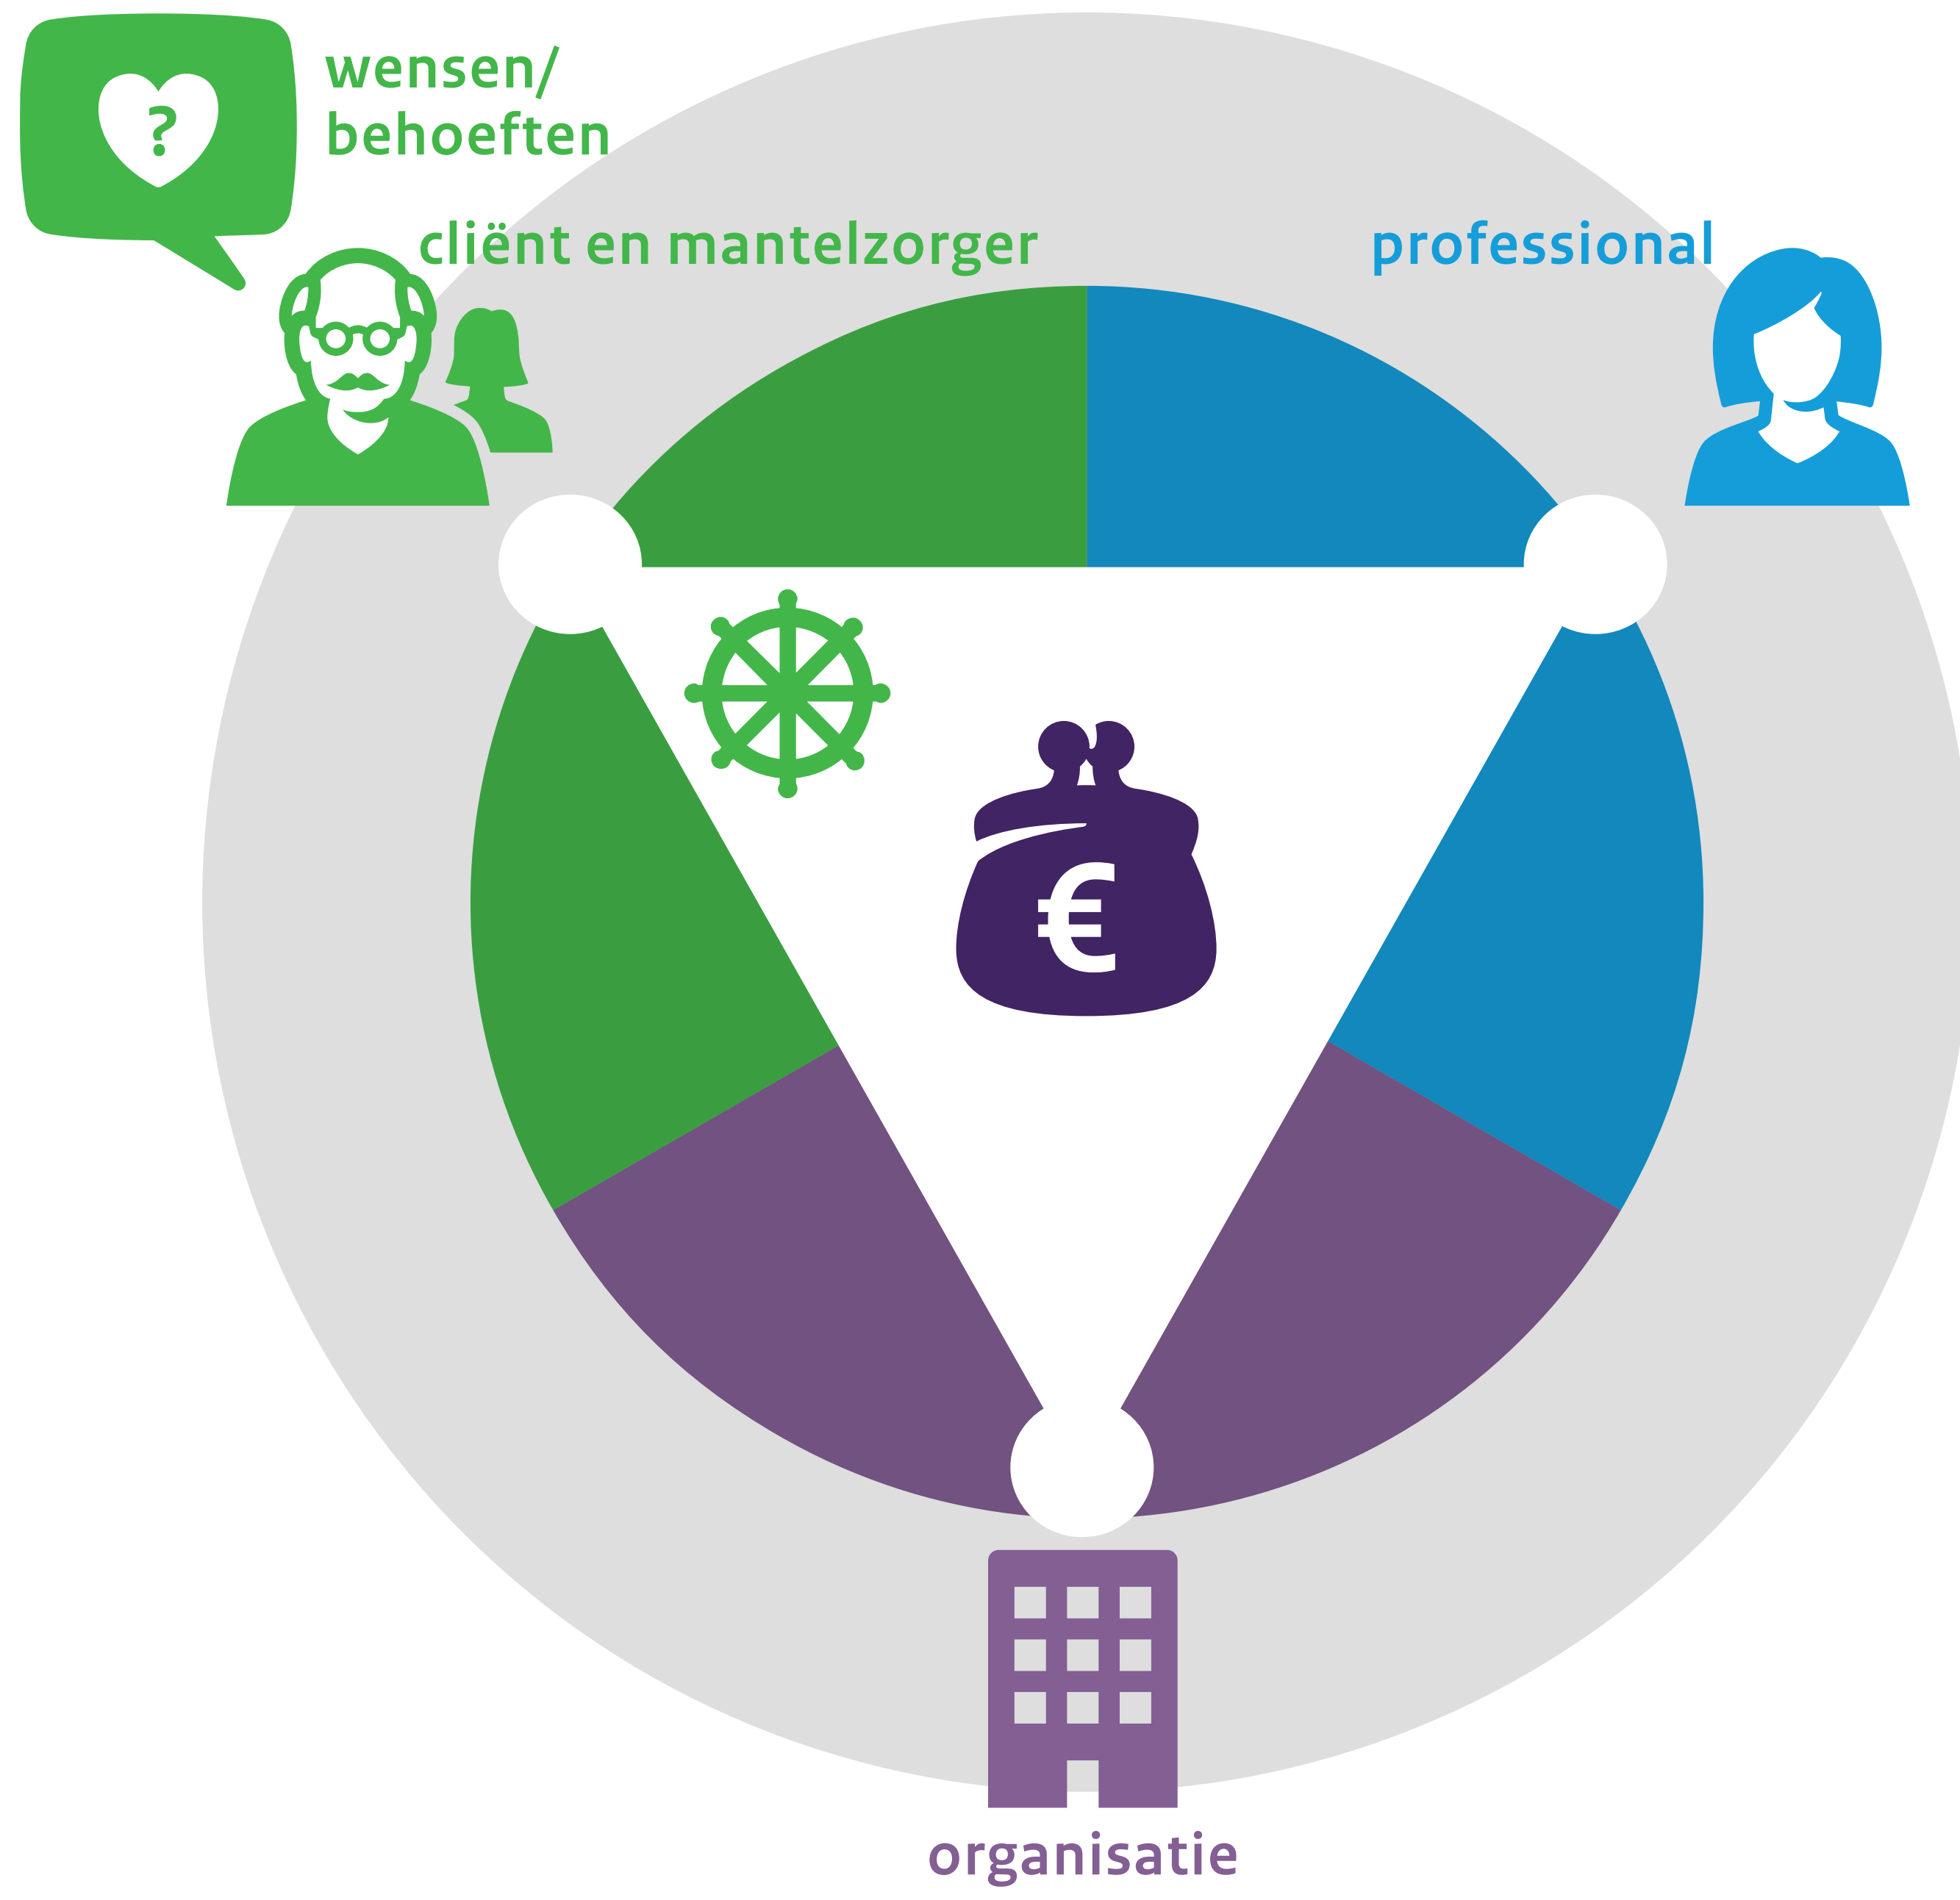 ?
wensen/
behoeften
cliënt en mantelzorger
professional
€
organisatie